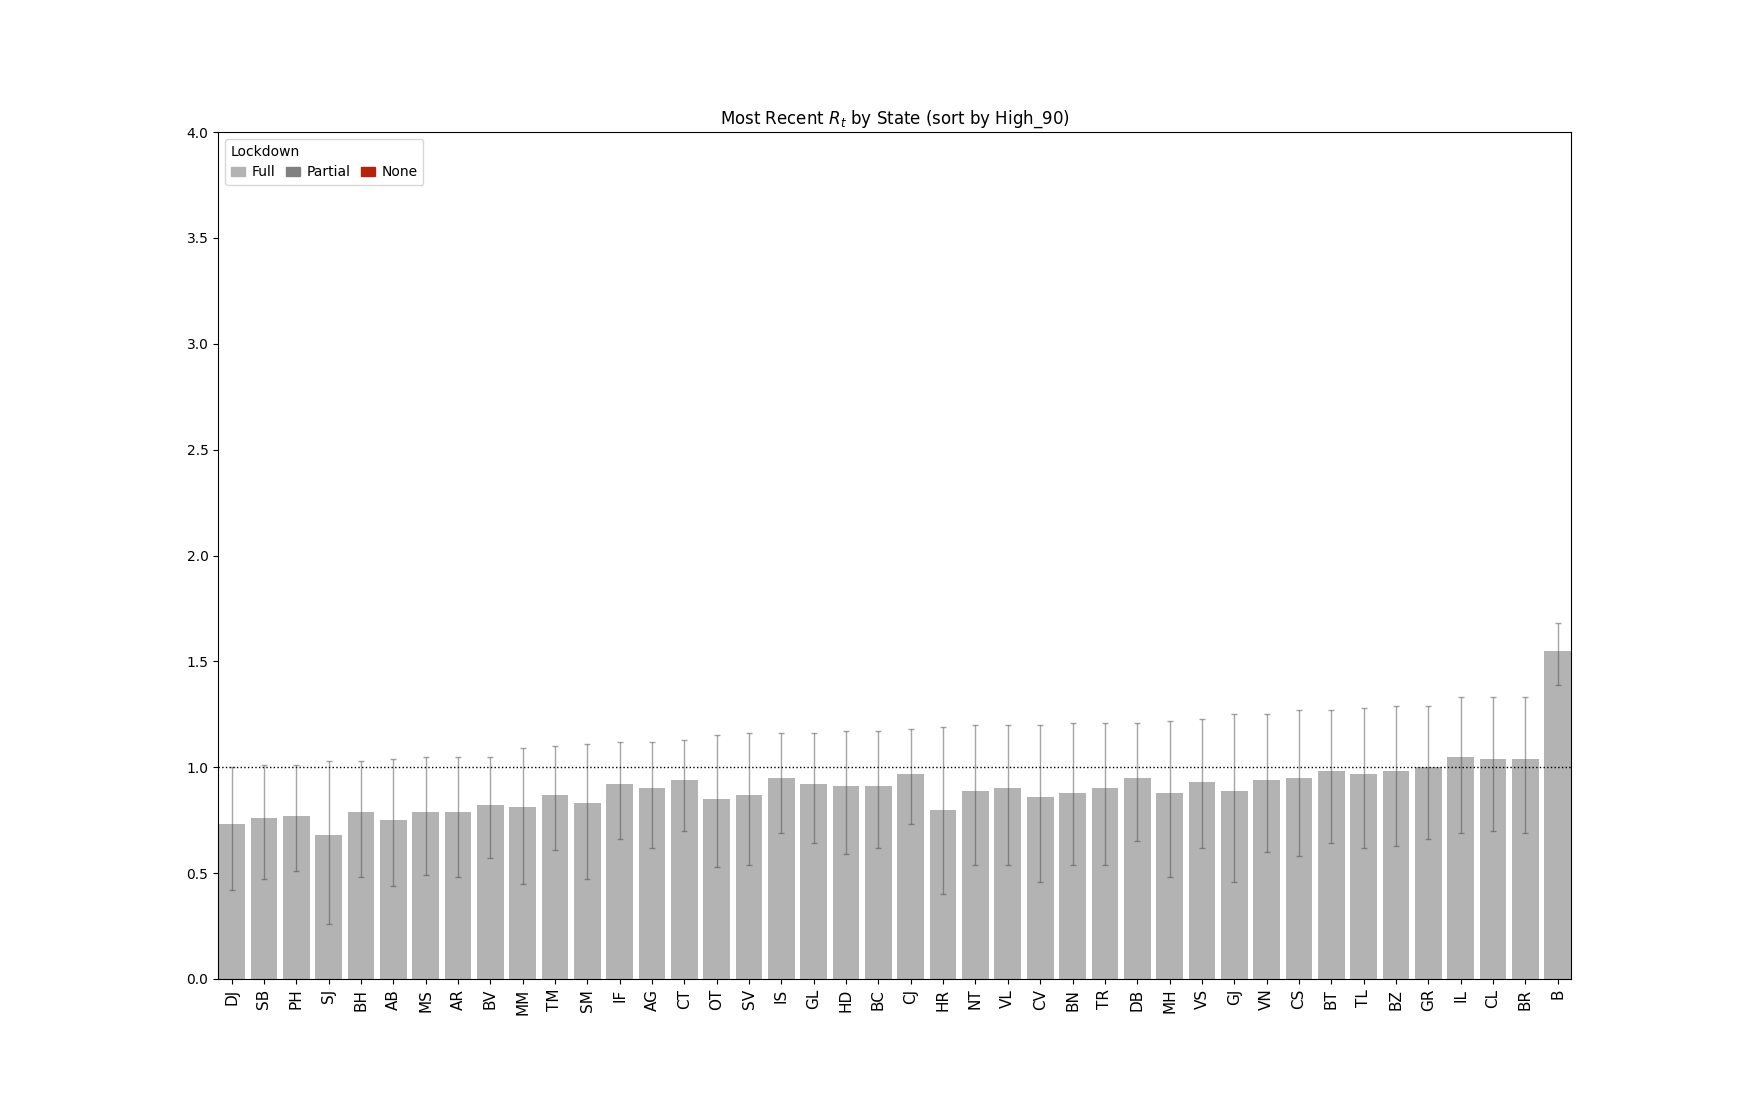 Most Recent Rt by State (sort by High_90)
Lockdown
Full Partial None
4.0
3.5
3.0
2.5
2.0
1.5
1.0
0.5
0.0
DJ SB PH SJ BH AB MS AR BV MM TM SM IF AG CT OT SV IS GL HD BC CJ HR NT VL CV BN TR DB MH VS GJ VN CS BT TL BZ GR IL CL BR B